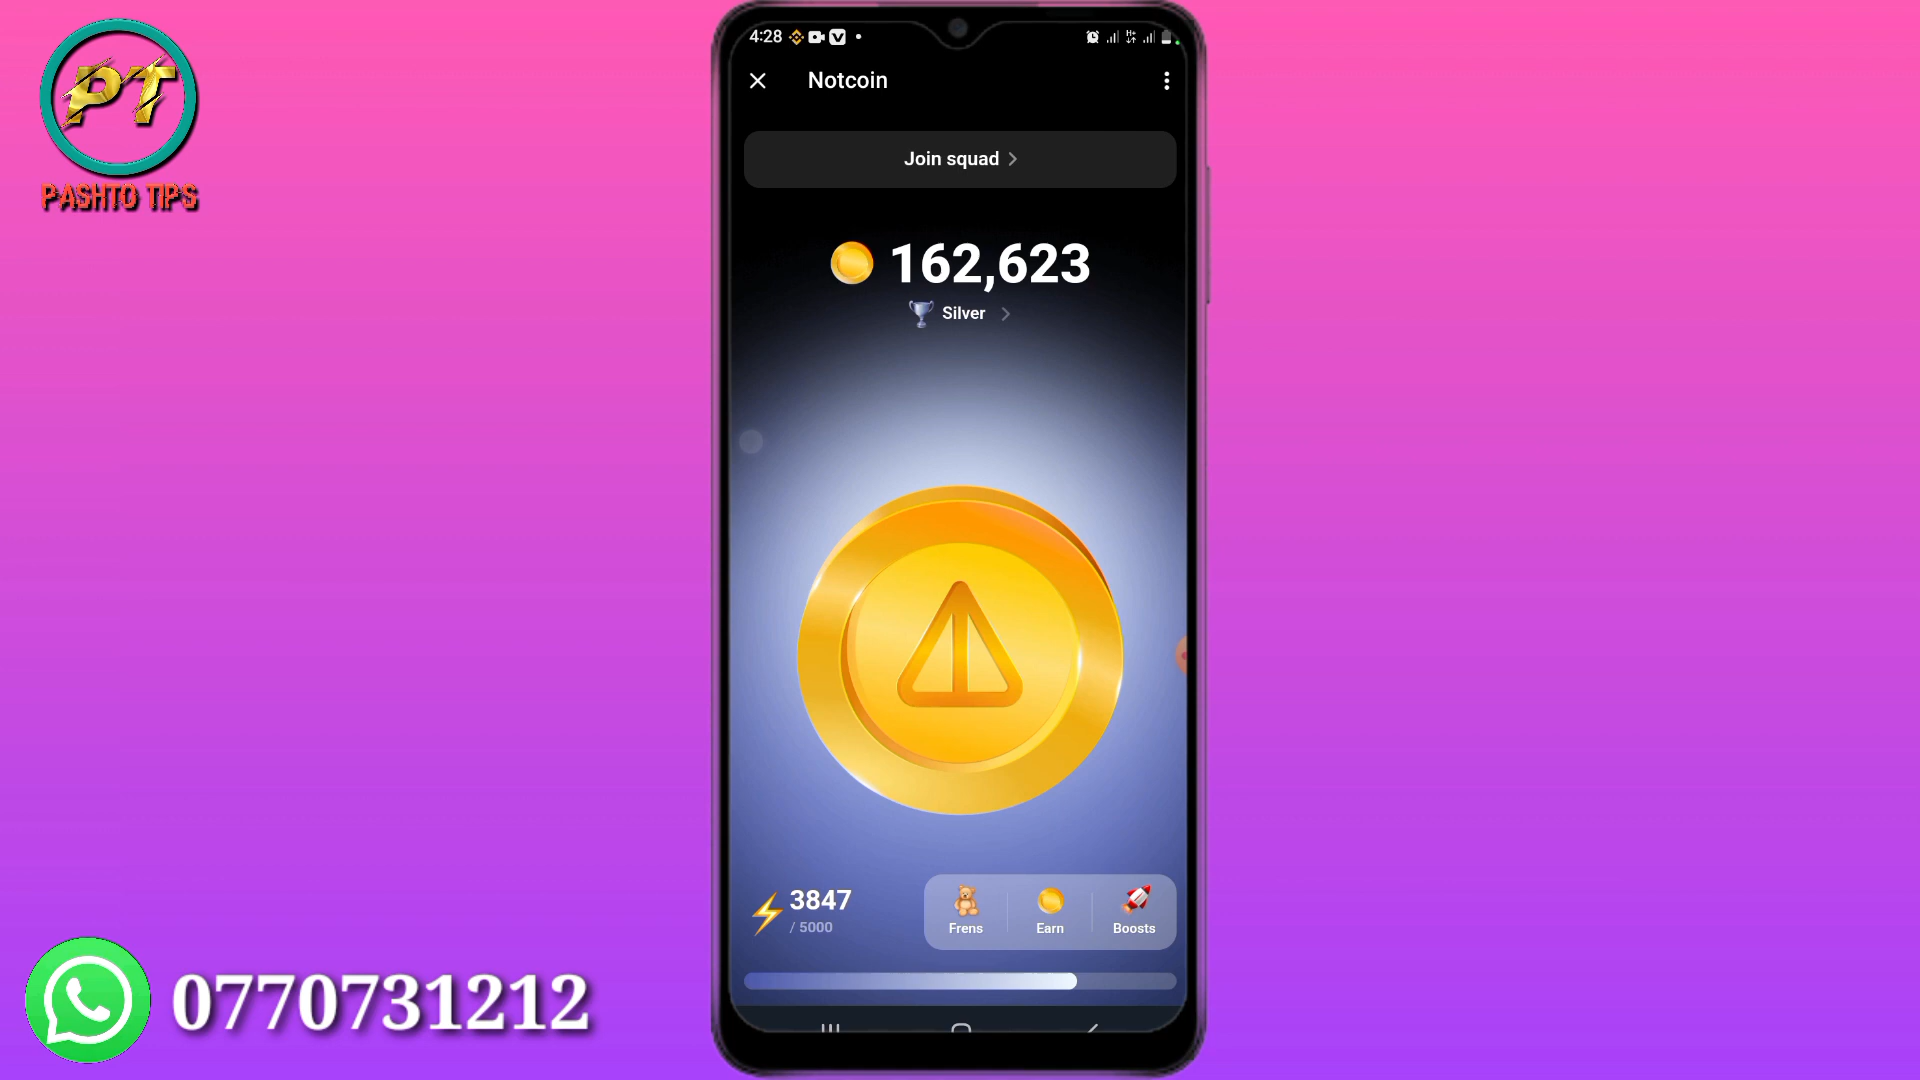 PT
PASHTO TIPS
4:28
Notcoin
Join squad
162,623
Silver
3847
/ 5000
Frens
Earn
Boosts
0770731212